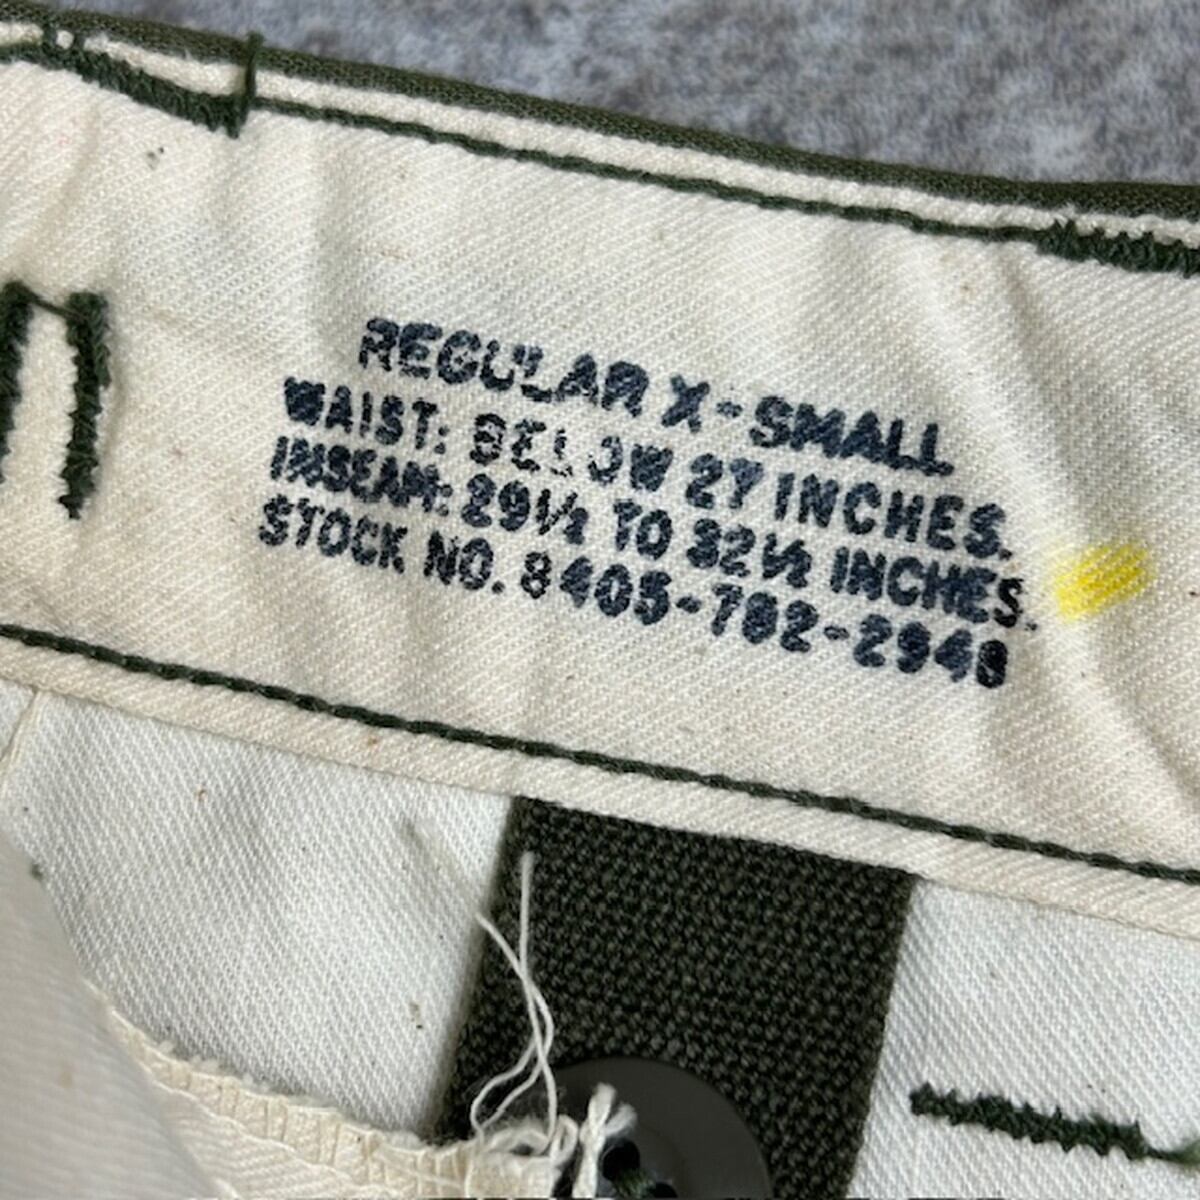 REGULAR X-SMALL
WAIST: BELOW 27 INCHES.
INSEAM: 29½ TO 32½ INCHES.
STOCK NO. 8405-782-2948